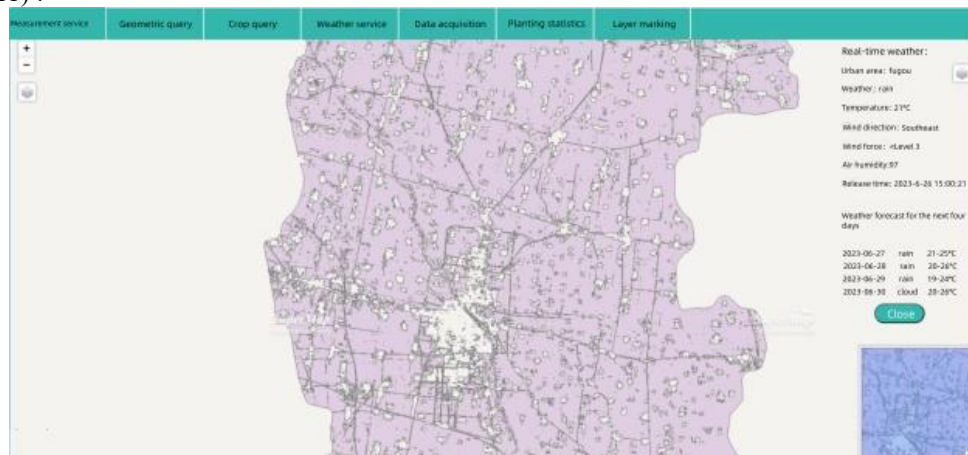 Measurement service Geometric query Crop query Weather service Data acquisition Planting statistics Layer marking
+
−
Real-time weather:
Urban area: fugou
Weather: rain
Temperature: 21℃
Wind direction: Southeast
Wind force: <Level 3
Air humidity:97
Release time: 2023-6-26 15:00:21
Weather forecast for the next four
days
2023-06-27 rain 21-25℃
2023-06-28 rain 20-26℃
2023-06-29 rain 19-24℃
2023-06-30 cloud 20-26℃
Close